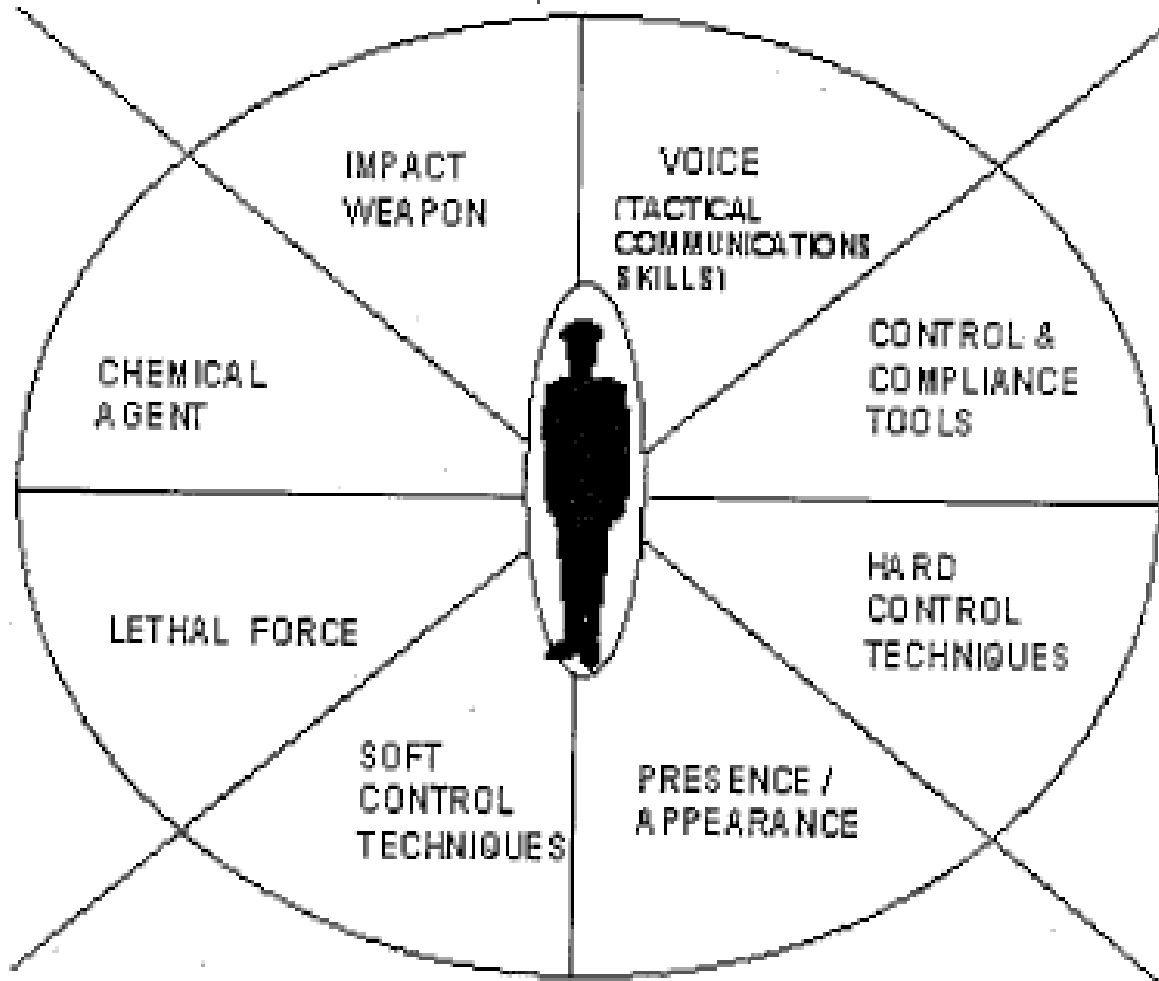 IMPACT
WEAPON
VOICE
(TACTICAL
COMMUNICATIONS
SKILLS)
CONTROL &
COMPLIANCE
TOOLS
CHEMICAL
AGENT
HARD
CONTROL
TECHNIQUES
LETHAL FORCE
SOFT
CONTROL
TECHNIQUES
PRESENCE /
APPEARANCE